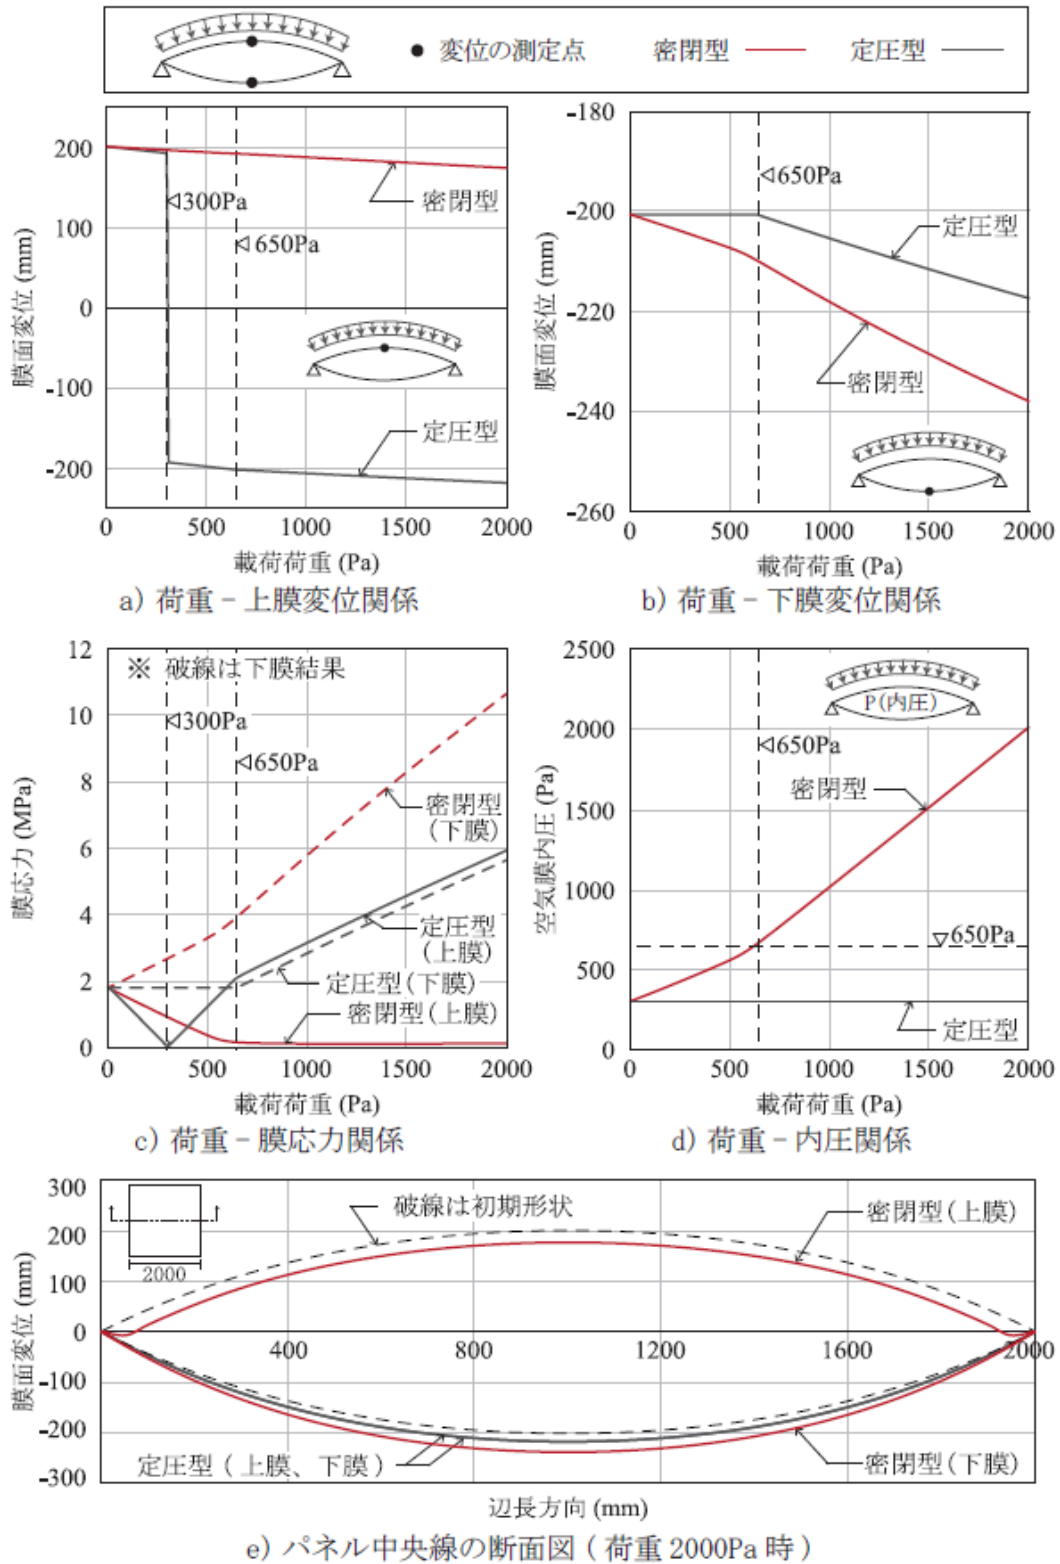 ● 変位の測定点 密閉型 定圧型
膜面変位 (mm)
200
100
0
-100
-200
◁300Pa
◁650Pa
密閉型
定圧型
0 500 1000 1500 2000
載荷荷重 (Pa)
a) 荷重－上膜変位関係
膜面変位 (mm)
-180
-200
-220
-240
-260
◁650Pa
定圧型
密閉型
0 500 1000 1500 2000
載荷荷重 (Pa)
b) 荷重－下膜変位関係
膜応力 (MPa)
12
10
8
6
4
2
0
※ 破線は下膜結果
◁300Pa
◁650Pa
密閉型
(下膜)
定圧型
(上膜)
定圧型(下膜)
密閉型(上膜)
0 500 1000 1500 2000
載荷荷重 (Pa)
c) 荷重－膜応力関係
空気膜内圧 (Pa)
2500
2000
1500
1000
500
0
P(内圧)
◁650Pa
密閉型
▽650Pa
定圧型
0 500 1000 1500 2000
載荷荷重 (Pa)
d) 荷重－内圧関係
膜面変位 (mm)
300
200
100
0
-100
-200
-300
2000
破線は初期形状
密閉型(上膜)
400 800 1200 1600 2000
定圧型 ( 上膜、下膜 )
密閉型(下膜)
辺長方向 (mm)
e) パネル中央線の断面図 ( 荷重 2000Pa 時 )